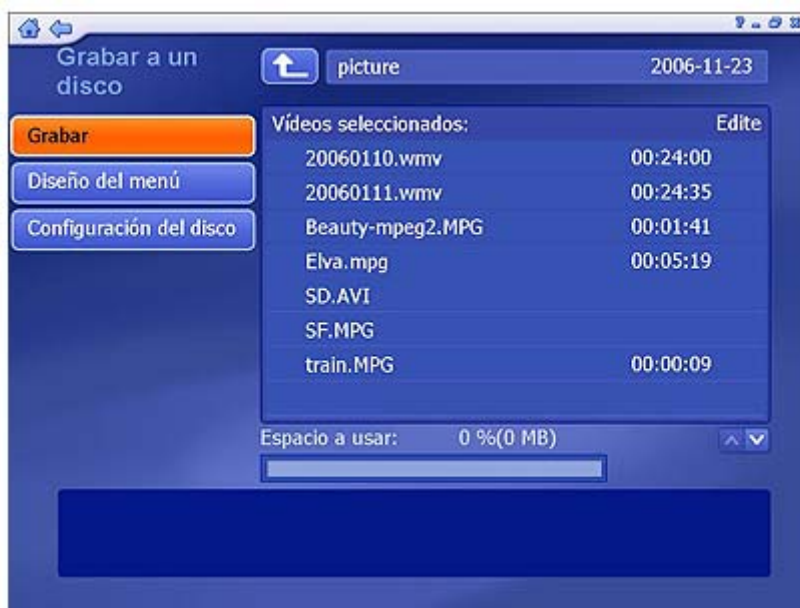 Grabar a un
disco
picture 2006-11-23
Grabar
Diseño del menú
Configuración del disco
Vídeos seleccionados: Edite
20060110.wmv 00:24:00
20060111.wmv 00:24:35
Beauty-mpeg2.MPG 00:01:41
Elva.mpg 00:05:19
SD.AVI
SF.MPG
train.MPG 00:00:09
Espacio a usar: 0 %(0 MB)